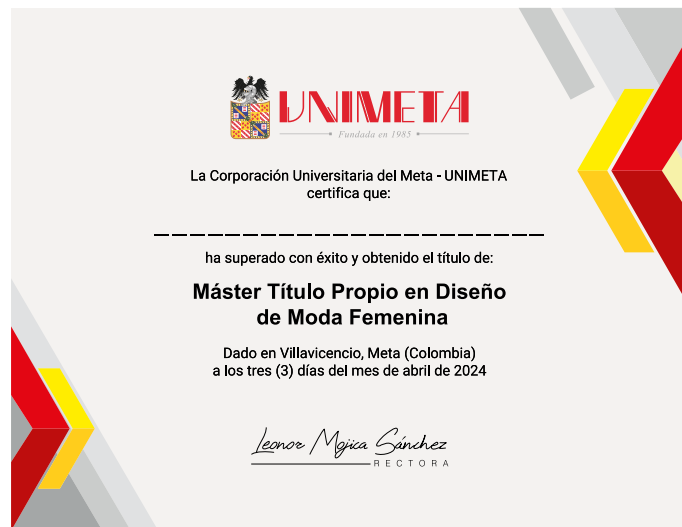 UNIMETA
Fundada en 1985
La Corporación Universitaria del Meta - UNIMETA
certifica que:
ha superado con éxito y obtenido el título de:
Máster Título Propio en Diseño
de Moda Femenina
Dado en Villavicencio, Meta (Colombia)
a los tres (3) días del mes de abril de 2024
Leonor Mojica Sánchez
RECTORA